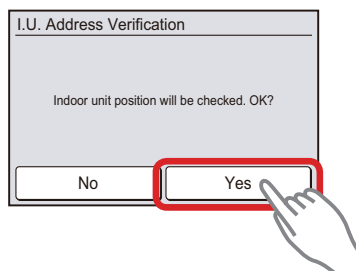 I.U. Address Verification
Indoor unit position will be checked. OK?
No
Yes